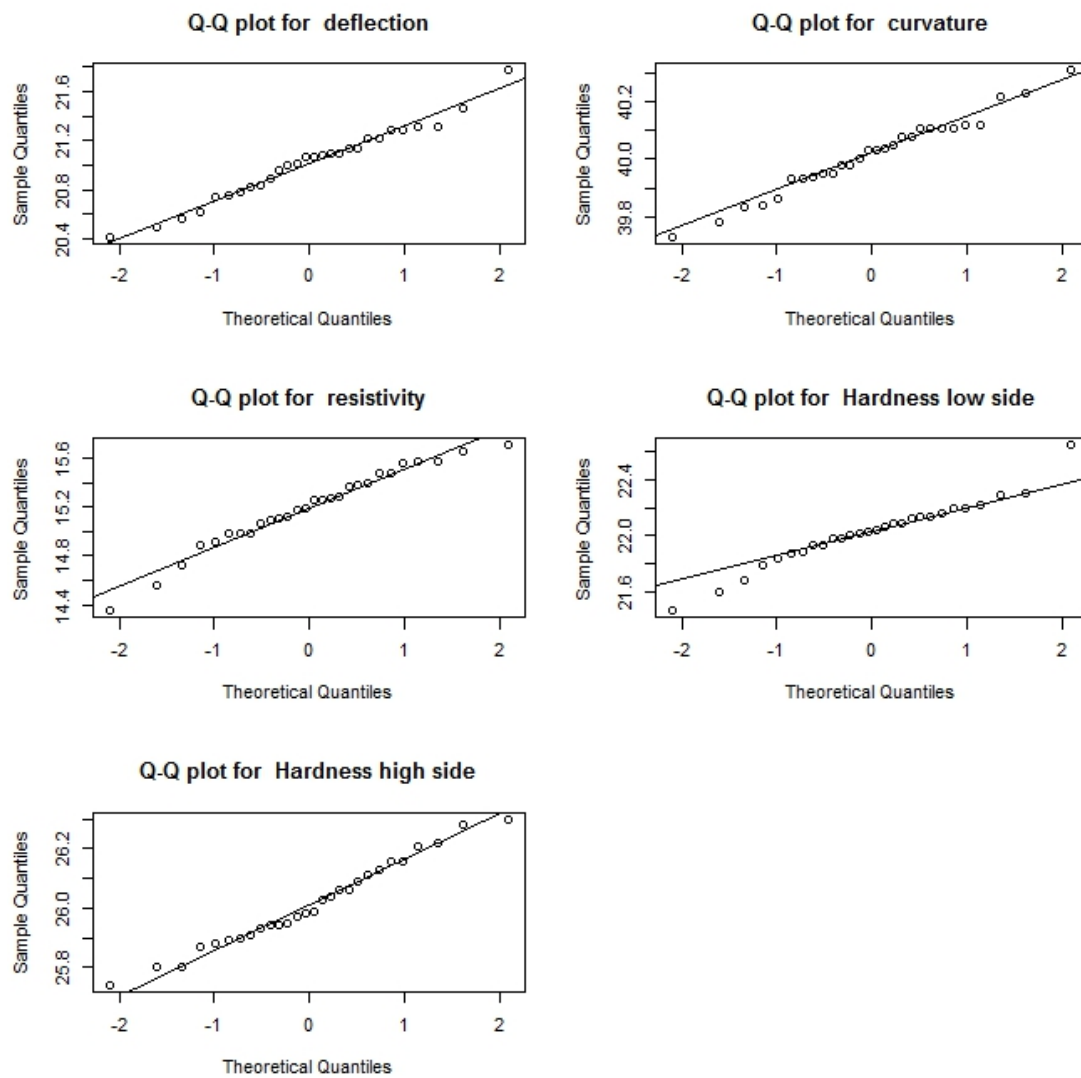 Q-Q plot for  deflection
Sample Quantiles
20.4 20.8 21.2 21.6
-2 -1 0 1 2
Theoretical Quantiles
Q-Q plot for  curvature
Sample Quantiles
39.8 40.0 40.2
-2 -1 0 1 2
Theoretical Quantiles
Q-Q plot for  resistivity
Sample Quantiles
14.4 14.8 15.2 15.6
-2 -1 0 1 2
Theoretical Quantiles
Q-Q plot for  Hardness low side
Sample Quantiles
21.6 22.0 22.4
-2 -1 0 1 2
Theoretical Quantiles
Q-Q plot for  Hardness high side
Sample Quantiles
25.8 26.0 26.2
-2 -1 0 1 2
Theoretical Quantiles